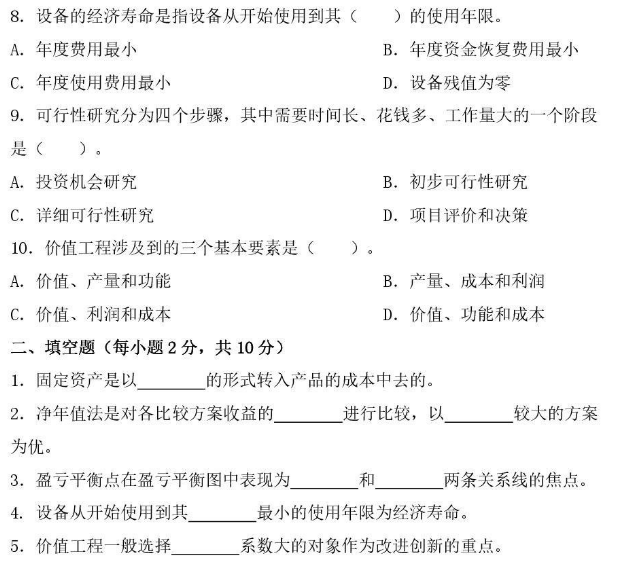 8. 设备的经济寿命是指设备从开始使用到其（　　）的使用年限。
A. 年度费用最小　　B. 年度资金恢复费用最小
C. 年度使用费用最小　　D. 设备残值为零
9. 可行性研究分为四个步骤，其中需要时间长、花钱多、工作量大的一个阶段
是（　　）。
A. 投资机会研究　　B. 初步可行性研究
C. 详细可行性研究　　D. 项目评价和决策
10. 价值工程涉及到的三个基本要素是（　　）。
A. 价值、产量和功能　　B. 产量、成本和利润
C. 价值、利润和成本　　D. 价值、功能和成本
二、填空题（每小题 2 分，共 10 分）
1. 固定资产是以________的形式转入产品的成本中去的。
2. 净年值法是对各比较方案收益的________进行比较，以________较大的方案
为优。
3. 盈亏平衡点在盈亏平衡图中表现为________和________两条关系线的焦点。
4. 设备从开始使用到其________最小的使用年限为经济寿命。
5. 价值工程一般选择________系数大的对象作为改进创新的重点。